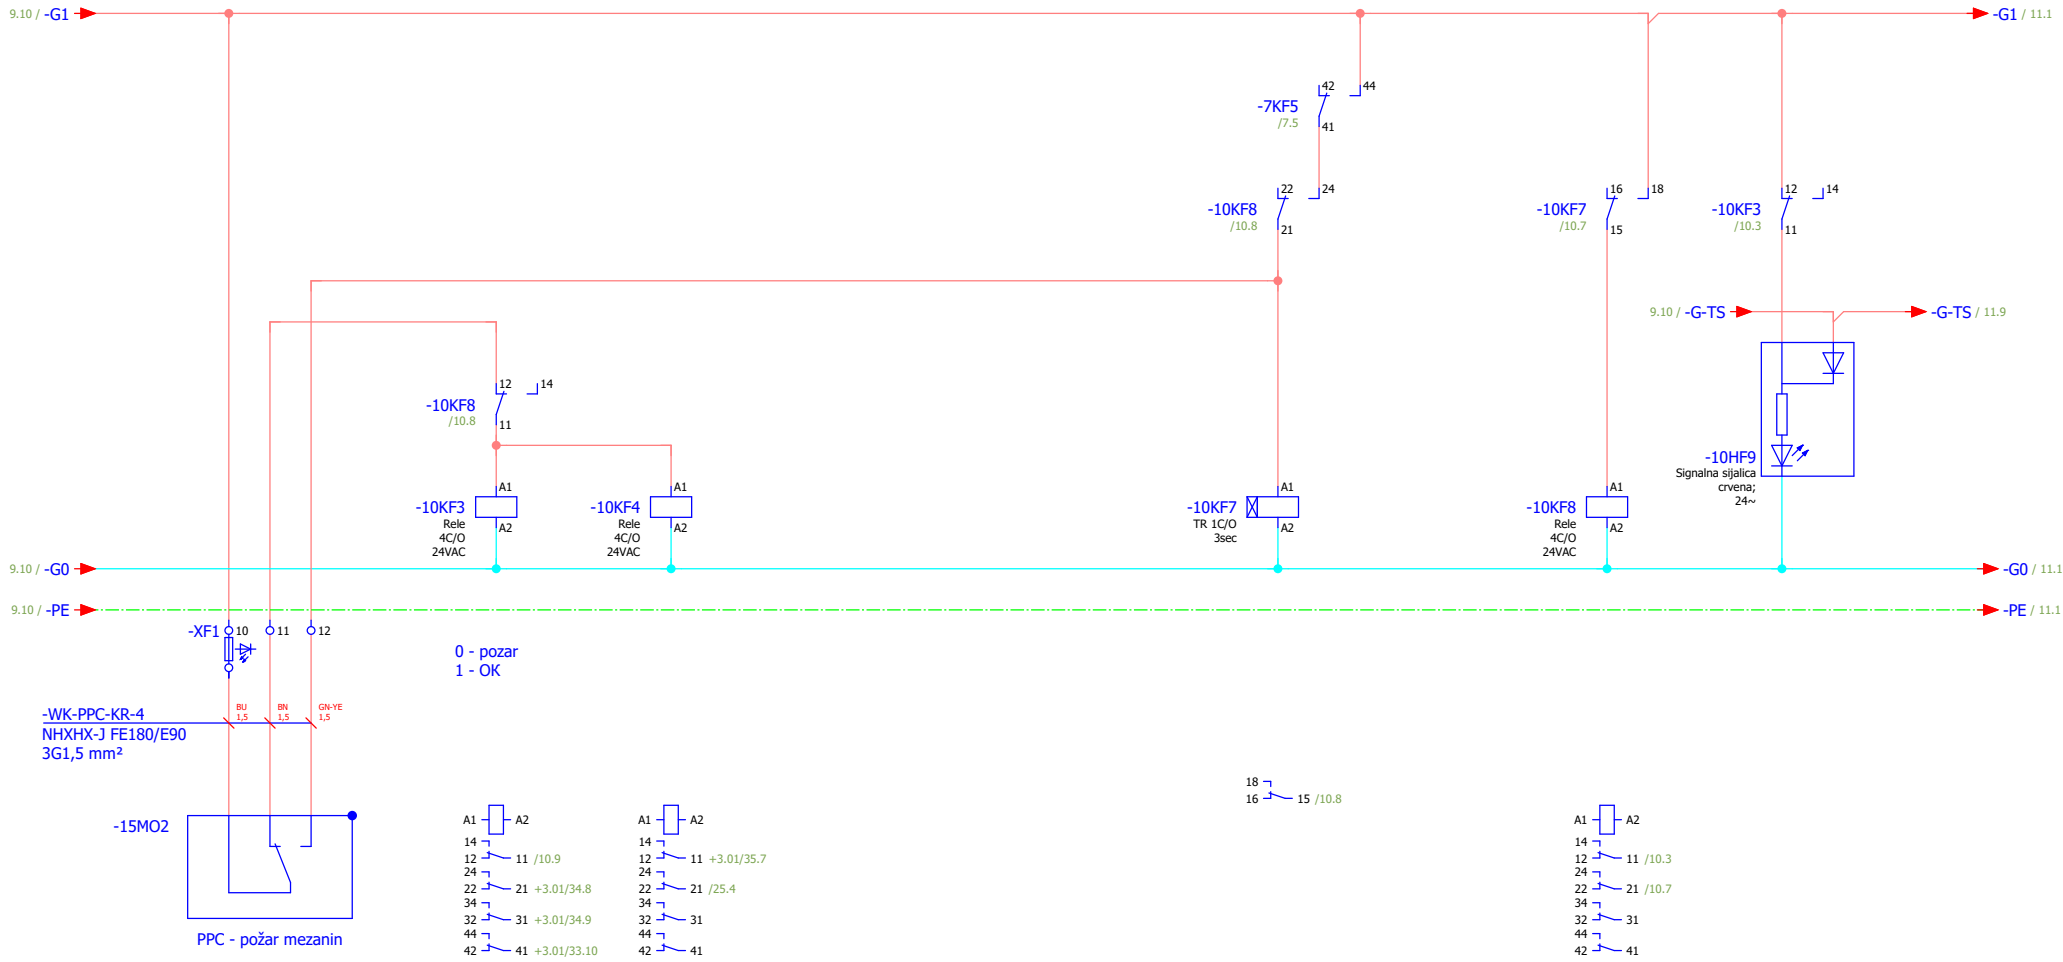 9.10 / -G1
-G1 / 11.1
42 44
-7KF5
/7.5
41
22 24
-10KF8
/10.8
21
16 18
-10KF7
/10.7
15
12 14
-10KF3
/10.3
11
9.10 / -G-TS
-G-TS / 11.9
12 14
-10KF8
/10.8
11
-10HF9
Signalna sijalica
crvena;
24~
A1
-10KF3
Rele
4C/O
24VAC
A2
A1
-10KF4
Rele
4C/O
24VAC
A2
A1
-10KF7
TR 1C/O
3sec
A2
A1
-10KF8
Rele
4C/O
24VAC
A2
9.10 / -G0
-G0 / 11.1
9.10 / -PE
-PE / 11.1
-XF1 10 11 12
0 - pozar
1 - OK
BU
1,5
BN
1,5
GN-YE
1,5
-WK-PPC-KR-4
NHXHX-J FE180/E90
3G1,5 mm²
-15MO2
PPC - požar mezanin
A1 A2
14
12 11 /10.9
24
22 21 +3.01/34.8
34
32 31 +3.01/34.9
44
42 41 +3.01/33.10
A1 A2
14
12 11 +3.01/35.7
24
22 21 /25.4
34
32 31
44
42 41
18
16 15 /10.8
A1 A2
14
12 11 /10.3
24
22 21 /10.7
34
32 31
44
42 41